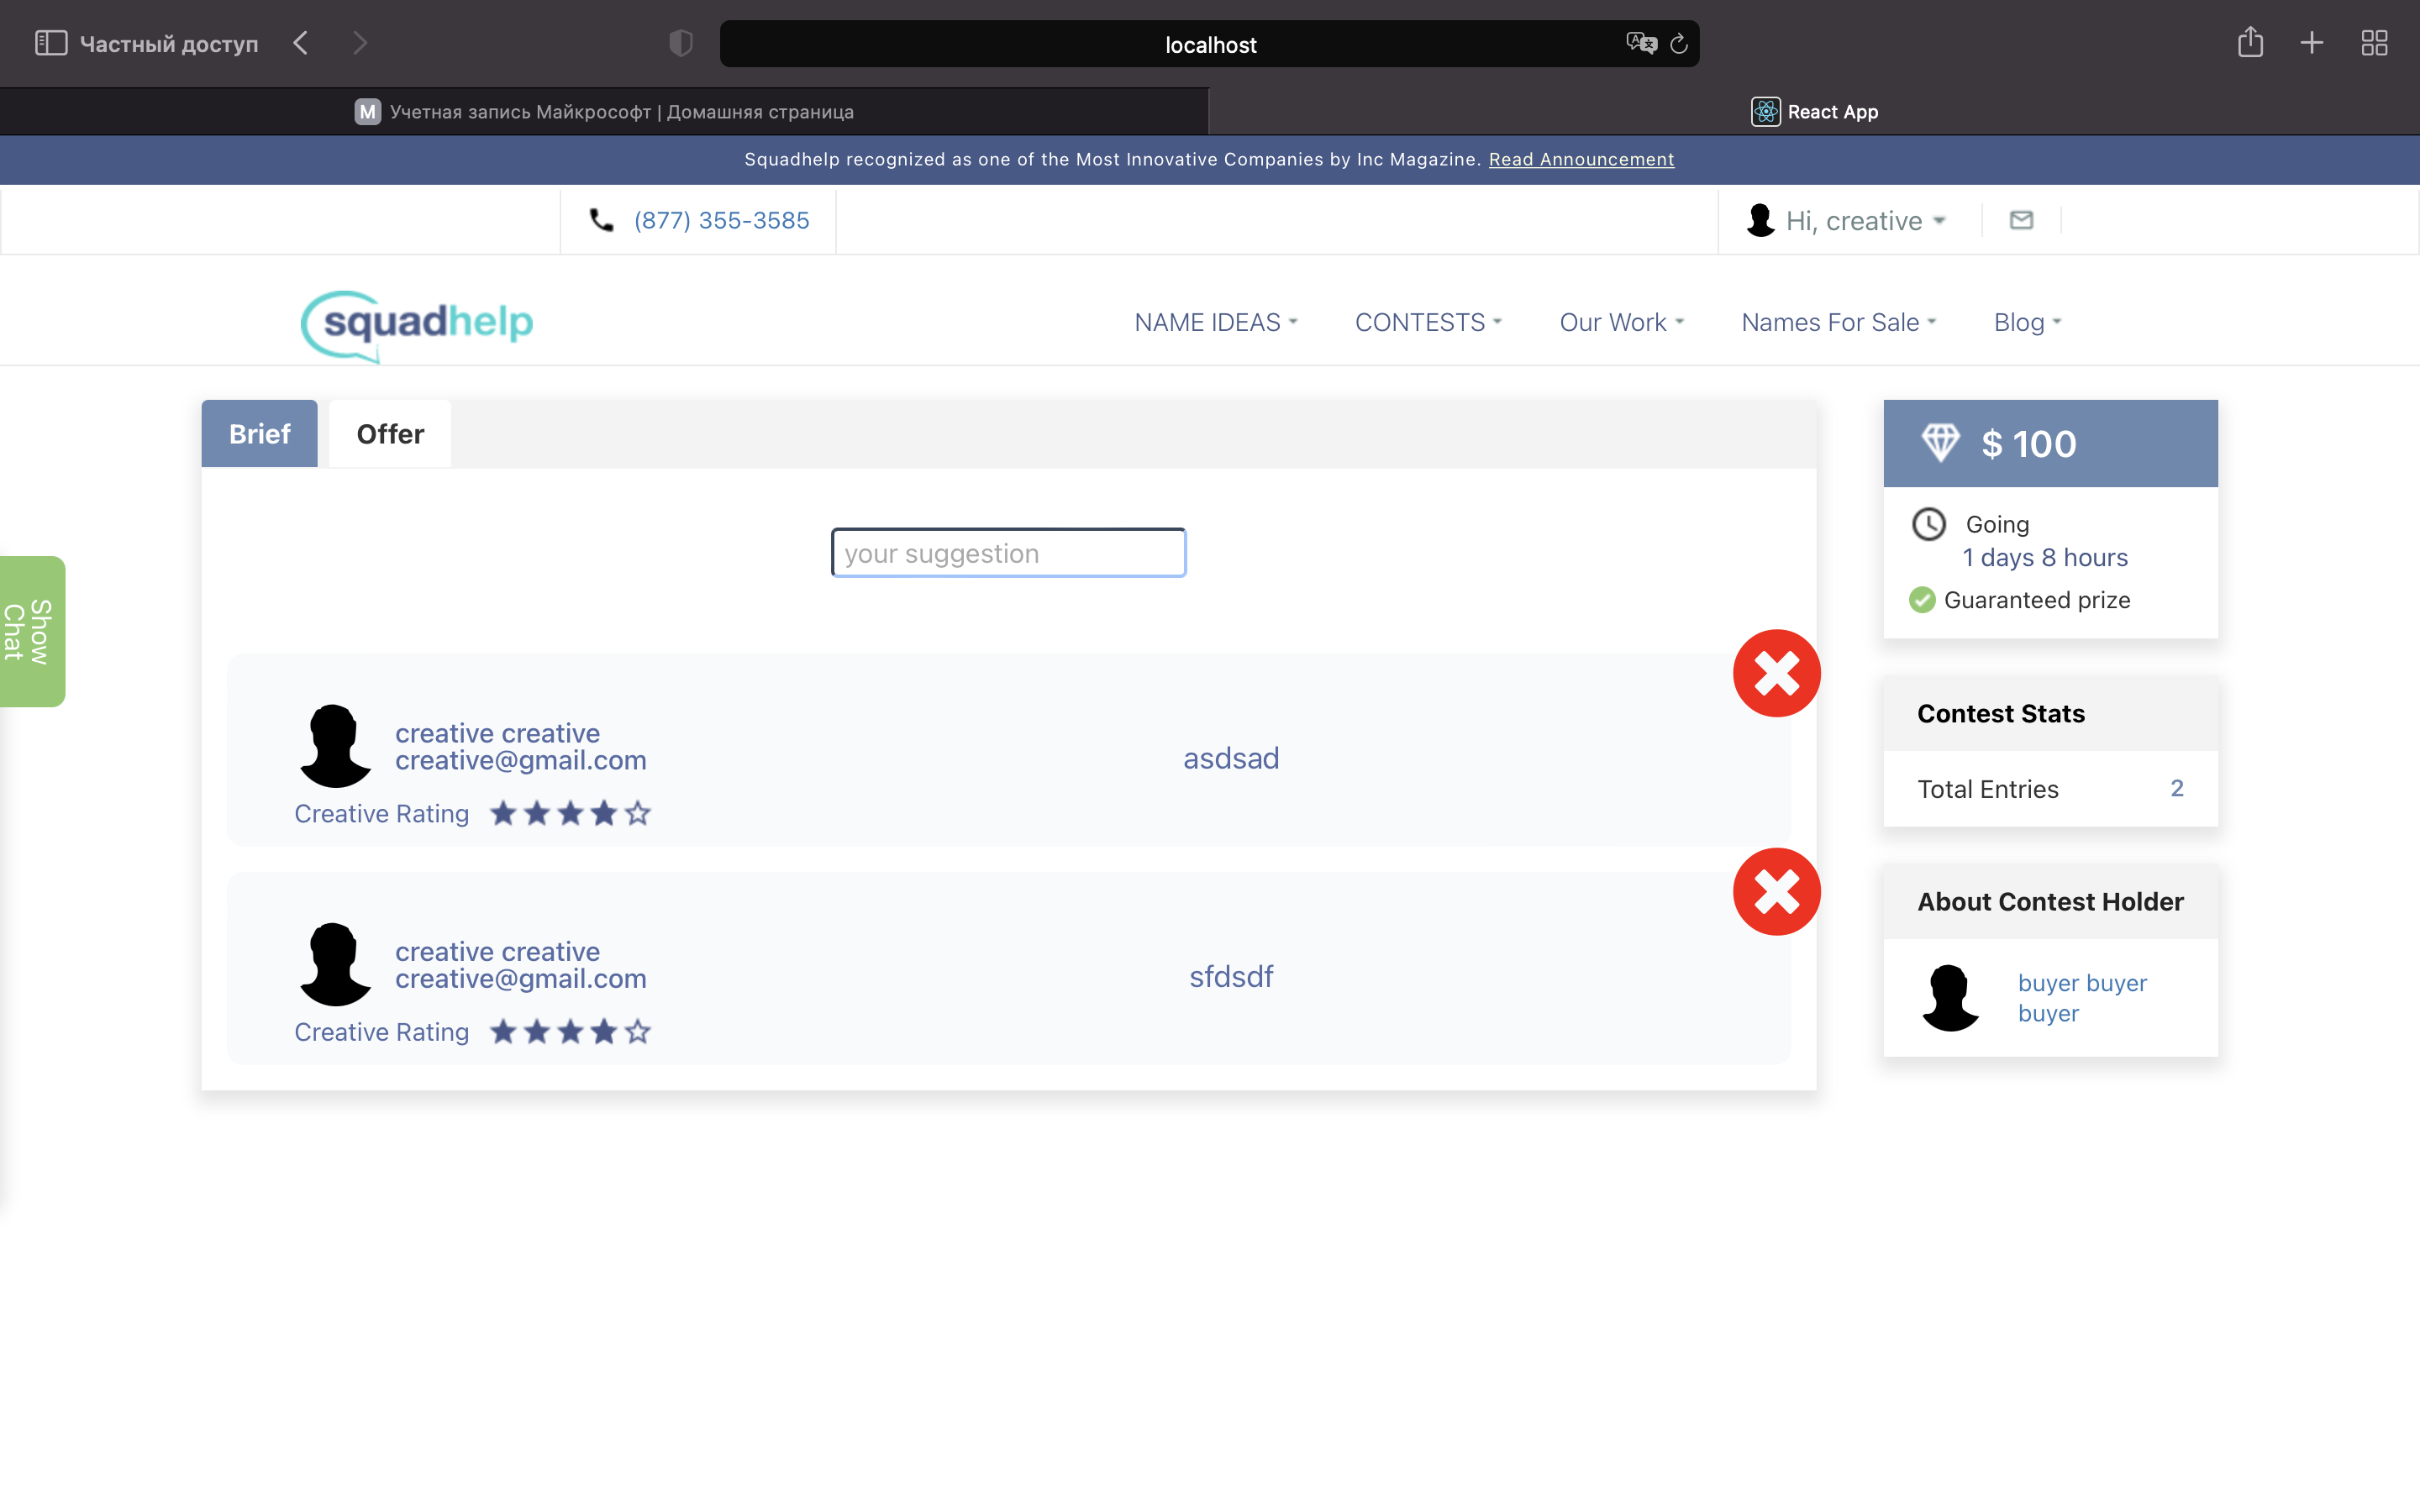 Частный доступ
localhost
M Учетная запись Майкрософт | Домашняя страница
React App
Squadhelp recognized as one of the Most Innovative Companies by Inc Magazine. Read Announcement
(877) 355-3585
Hi, creative
squadhelp
NAME IDEAS
CONTESTS
Our Work
Names For Sale
Blog
Brief
Offer
your suggestion
Show
Chat
creative creative
creative@gmail.com
asdsad
Creative Rating
creative creative
creative@gmail.com
sfdsdf
Creative Rating
$ 100
Going
1 days 8 hours
Guaranteed prize
Contest Stats
Total Entries 2
About Contest Holder
buyer buyer
buyer